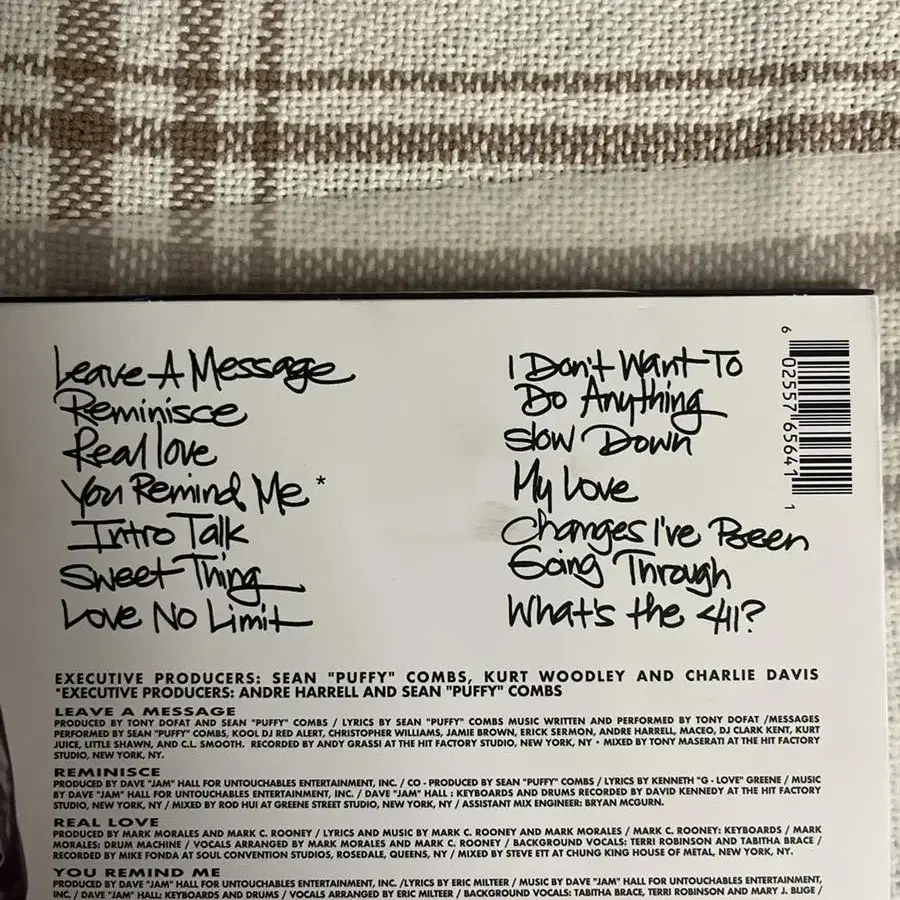 Leave A Message
Reminisce
Real love
You Remind Me *
Intro Talk
Sweet Thing
Love No Limit
I Don't Want To
Do Anything
Slow Down
My Love
Changes I've Been
Going Through
What's the 411?
6 02557 65641 1
EXECUTIVE PRODUCERS: SEAN "PUFFY" COMBS, KURT WOODLEY AND CHARLIE DAVIS
*EXECUTIVE PRODUCERS: ANDRE HARRELL AND SEAN "PUFFY" COMBS
LEAVE A MESSAGE
PRODUCED BY TONY DOFAT AND SEAN "PUFFY" COMBS / LYRICS BY SEAN "PUFFY" COMBS MUSIC WRITTEN AND PERFORMED BY TONY DOFAT /MESSAGES
PERFORMED BY SEAN "PUFFY" COMBS, KOOL DJ RED ALERT, CHRISTOPHER WILLIAMS, JAMIE BROWN, ERICK SERMON, ANDRE HARRELL, MACEO, DJ CLARK KENT, KURT
JUICE, LITTLE SHAWN, AND C.L. SMOOTH. RECORDED BY ANDY GRASSI AT THE HIT FACTORY STUDIO, NEW YORK, NY • MIXED BY TONY MASERATI AT THE HIT FACTORY
STUDIO, NEW YORK, NY.
REMINISCE
PRODUCED BY DAVE "JAM" HALL FOR UNTOUCHABLES ENTERTAINMENT, INC. / CO - PRODUCED BY SEAN "PUFFY" COMBS / LYRICS BY KENNETH "G - LOVE" GREENE / MUSIC
BY DAVE "JAM" HALL FOR UNTOUCHABLES ENTERTAINMENT, INC. / DAVE "JAM" HALL : KEYBOARDS AND DRUMS RECORDED BY DAVID KENNEDY AT THE HIT FACTORY
STUDIO, NEW YORK, NY / MIXED BY ROD HUI AT GREENE STREET STUDIO, NEW YORK, NY / ASSISTANT MIX ENGINEER: BRYAN MCGURN.
REAL LOVE
PRODUCED BY MARK MORALES AND MARK C. ROONEY / LYRICS AND MUSIC BY MARK C. ROONEY AND MARK MORALES / MARK C. ROONEY: KEYBOARDS / MARK
MORALES: DRUM MACHINE / VOCALS ARRANGED BY MARK MORALES AND MARK C. ROONEY / BACKGROUND VOCALS: TERRI ROBINSON AND TABITHA BRACE /
RECORDED BY MIKE FONDA AT SOUL CONVENTION STUDIOS, ROSEDALE, QUEENS, NY / MIXED BY STEVE ETT AT CHUNG KING HOUSE OF METAL, NEW YORK, NY.
YOU REMIND ME
PRODUCED BY DAVE "JAM" HALL FOR UNTOUCHABLES ENTERTAINMENT, INC. /LYRICS BY ERIC MILTEER / MUSIC BY DAVE "JAM" HALL FOR UNTOUCHABLES ENTERTAINMENT,
INC. / DAVE "JAM" HALL: KEYBOARDS AND DRUMS / VOCALS ARRANGED BY ERIC MILTEER / BACKGROUND VOCALS: TABITHA BRACE, TERRI ROBINSON AND MARY J. BLIGE /